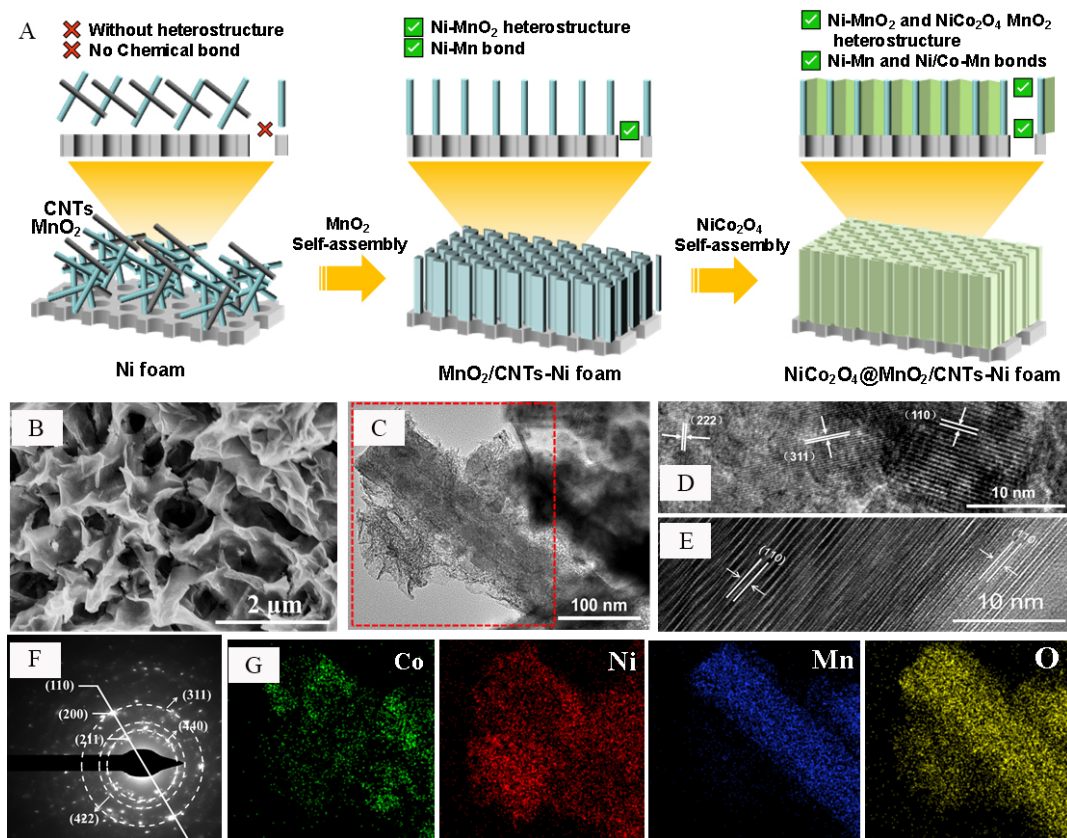 A
Without heterostructure
No Chemical bond
Ni-MnO₂ heterostructure
Ni-Mn bond
Ni-MnO₂ and NiCo₂O₄ MnO₂
heterostructure
Ni-Mn and Ni/Co-Mn bonds
CNTs
MnO₂
MnO₂
Self-assembly
NiCo₂O₄
Self-assembly
Ni foam
MnO₂/CNTs-Ni foam
NiCo₂O₄@MnO₂/CNTs-Ni foam
B
2 μm
C
100 nm
D
(222)
(311)
(110)
10 nm
E
(110)
10 nm
F
(110)
(200)
(211)
(311)
(440)
(422)
G
Co
Ni
Mn
O